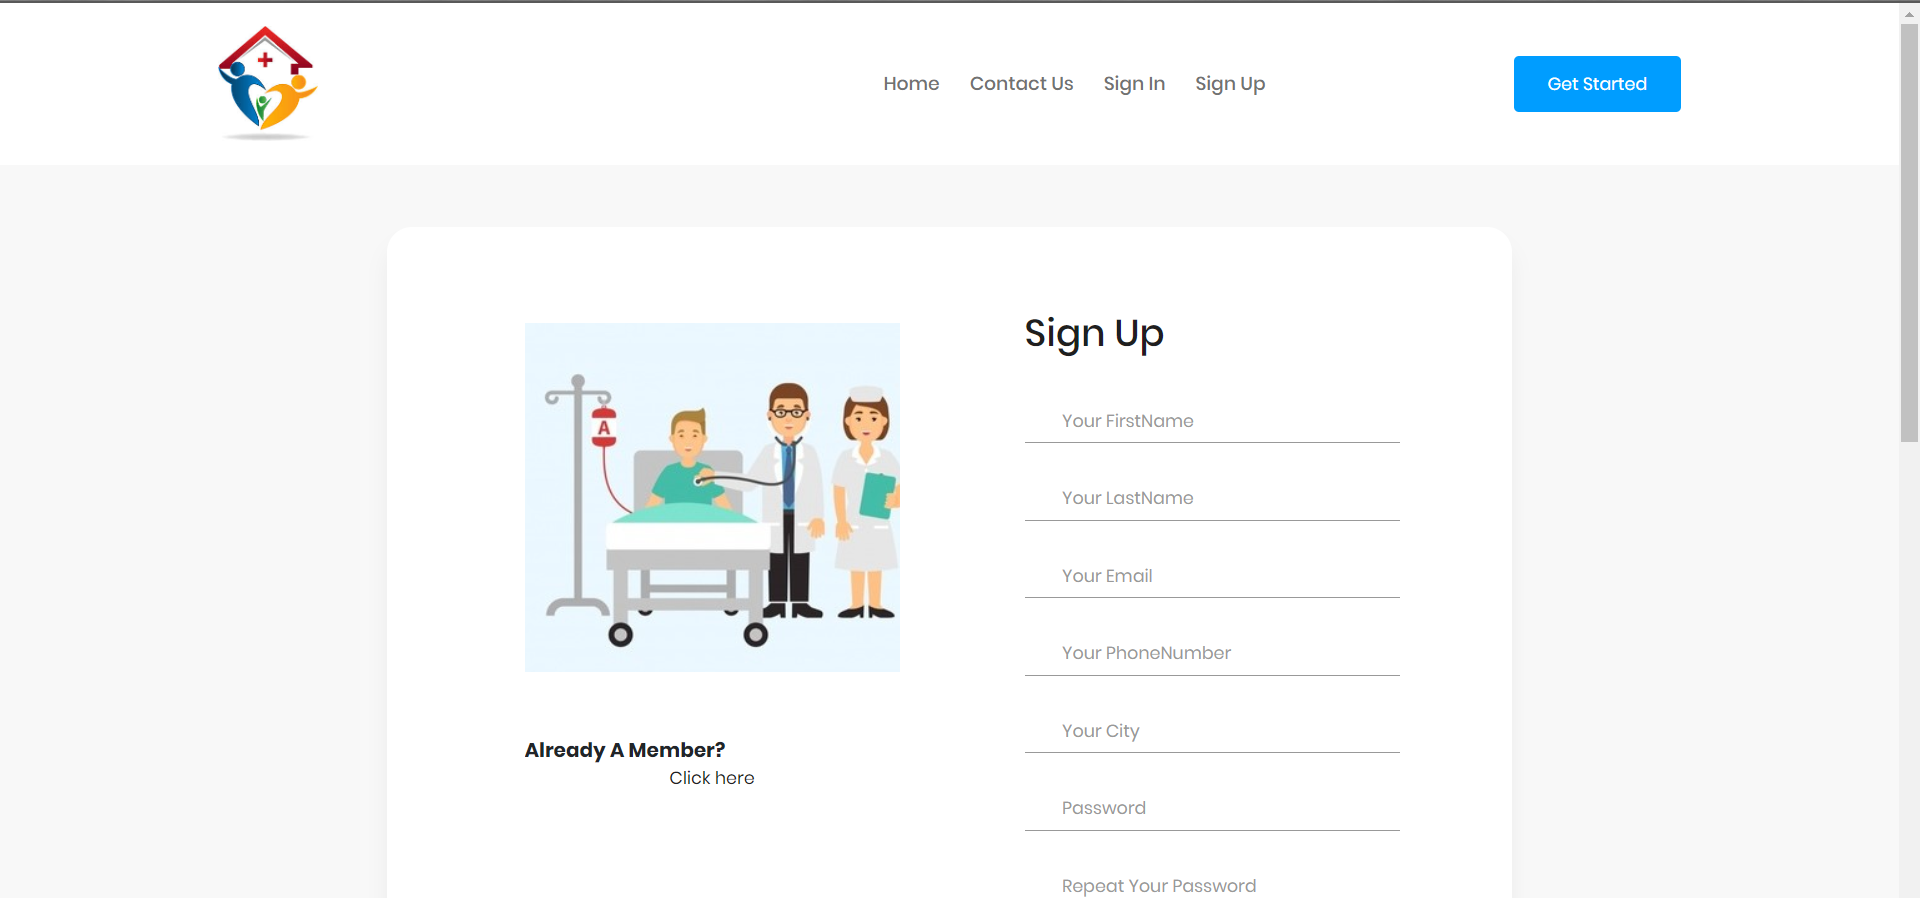 Home Contact Us Sign In Sign Up Get Started
A
Already A Member?
Click here
Sign Up
Your FirstName
Your LastName
Your Email
Your PhoneNumber
Your City
Password
Repeat Your Password